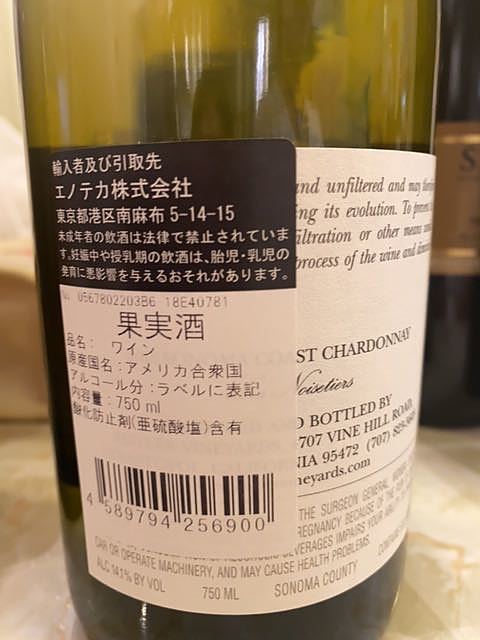 輸入者及び引取先
エノテカ株式会社
東京都港区南麻布 5-14-15
未成年者の飲酒は法律で禁止されていま
す。妊娠中や授乳期の飲酒は、胎児・乳児の
発育に悪影響を与えるおそれがあります。
0567802203B6 18E40781
果実酒
品名： ワイン
原産国名：アメリカ合衆国
アルコール分：ラベルに表記
内容量：750 ml
酸化防止剤(亜硫酸塩)含有
4 589794 256900
and unfiltered and may
ing its evolution. To
filtration or other means
process of the wine and
ST CHARDONNAY
Noisetiers
D BOTTLED BY
707 VINE HILL ROAD,
NIA 95472 (707)
neyards.com
THE SURGEON GENERAL,
REGNANCY BECAUSE OF THE
BEVERAGES IMPAIRS YOUR
CAR OR OPERATE MACHINERY, AND MAY CAUSE HEALTH PROBLEMS.
ALC 14.1% BY VOL 750 ML SONOMA COUNTY